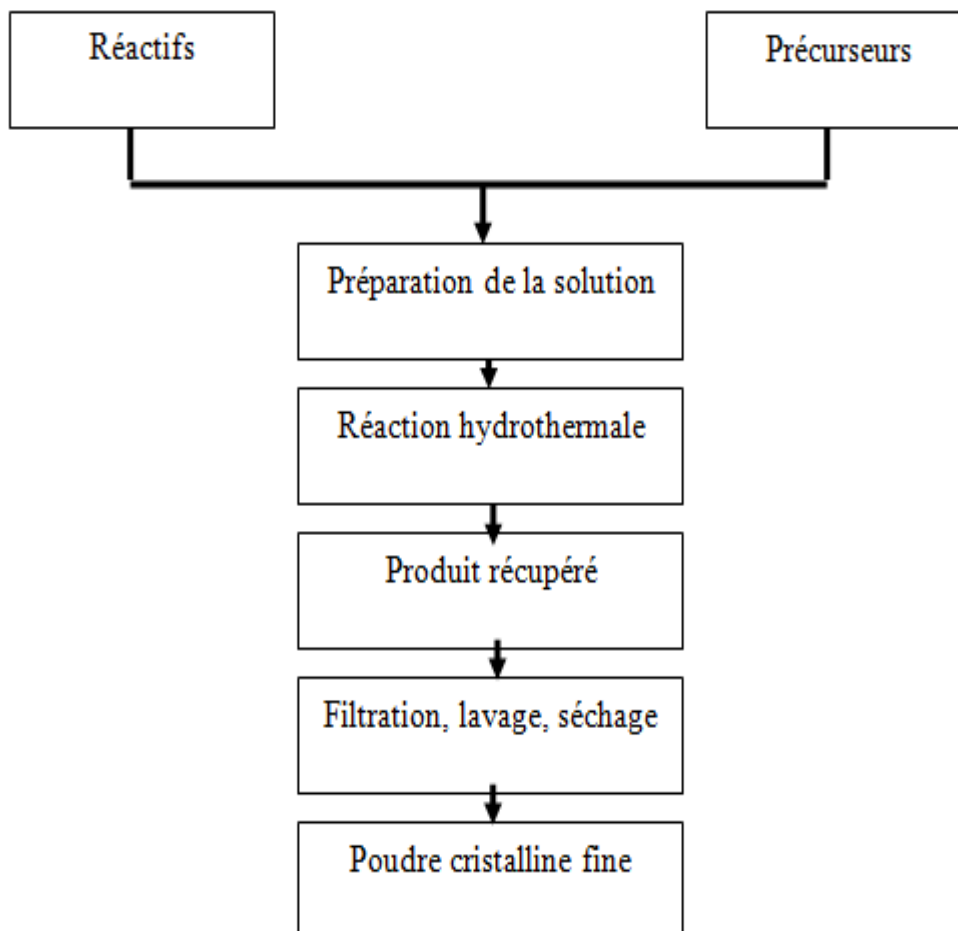 Réactifs
Précurseurs
Préparation de la solution
Réaction hydrothermale
Produit récupéré
Filtration, lavage, séchage
Poudre cristalline fine